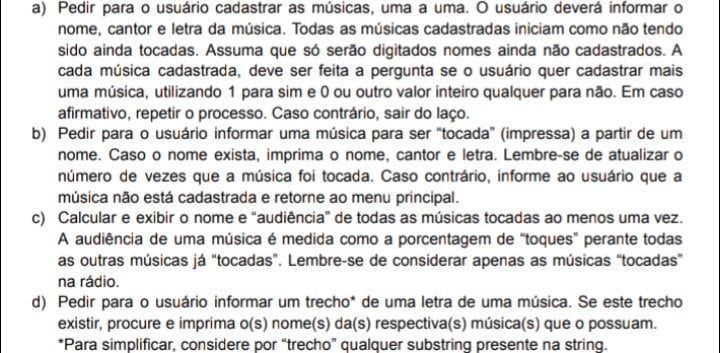 a) Pedir para o usuário cadastrar as músicas, uma a uma. O usuário deverá informar o
nome, cantor e letra da música. Todas as músicas cadastradas iniciam como não tendo
sido ainda tocadas. Assuma que só serão digitados nomes ainda não cadastrados. A
cada música cadastrada, deve ser feita a pergunta se o usuário quer cadastrar mais
uma música, utilizando 1 para sim e 0 ou outro valor inteiro qualquer para não. Em caso
afirmativo, repetir o processo. Caso contrário, sair do laço.
b) Pedir para o usuário informar uma música para ser “tocada” (impressa) a partir de um
nome. Caso o nome exista, imprima o nome, cantor e letra. Lembre-se de atualizar o
número de vezes que a música foi tocada. Caso contrário, informe ao usuário que a
música não está cadastrada e retorne ao menu principal.
c) Calcular e exibir o nome e “audiência” de todas as músicas tocadas ao menos uma vez.
A audiência de uma música é medida como a porcentagem de “toques” perante todas
as outras músicas já “tocadas”. Lembre-se de considerar apenas as músicas “tocadas”
na rádio.
d) Pedir para o usuário informar um trecho* de uma letra de uma música. Se este trecho
existir, procure e imprima o(s) nome(s) da(s) respectiva(s) música(s) que o possuam.
*Para simplificar, considere por “trecho” qualquer substring presente na string.